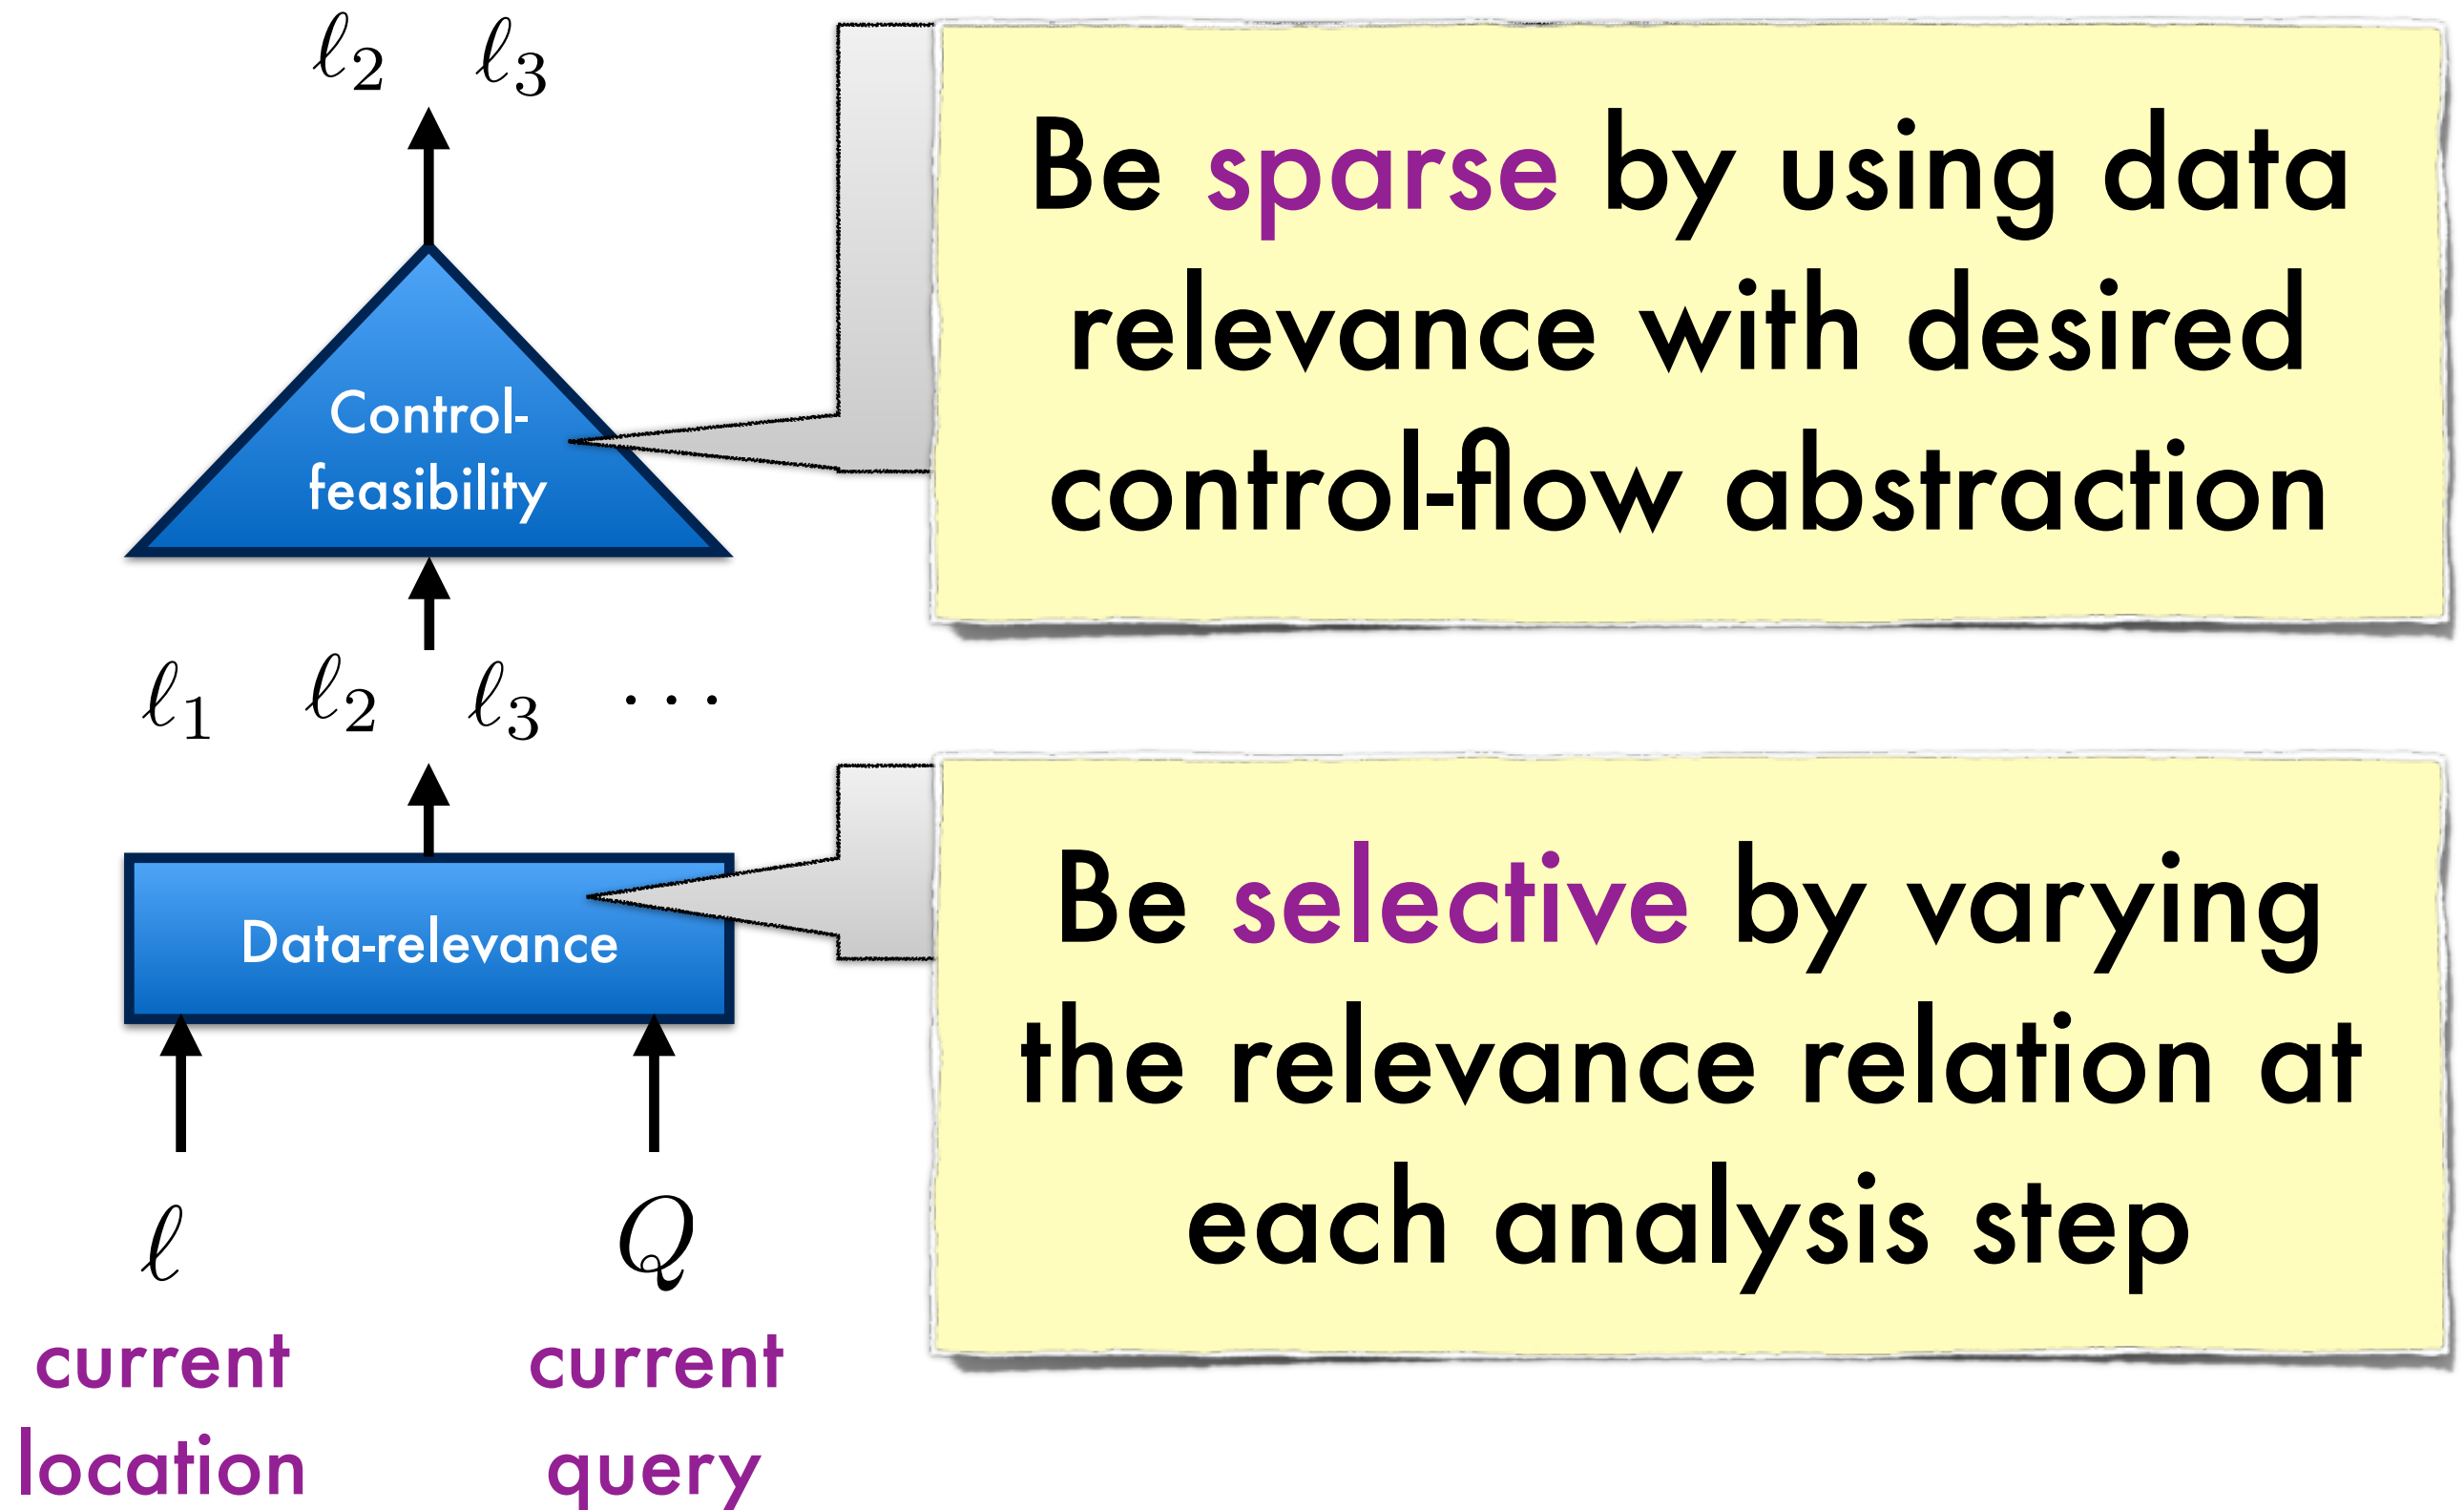 ℓ₂ ℓ₃
Be sparse by using data
relevance with desired
control-flow abstraction
Control-
feasibility
ℓ₁ ℓ₂ ℓ₃ ⋯
Data-relevance
Be selective by varying
the relevance relation at
each analysis step
ℓ
current
location
Q
current
query